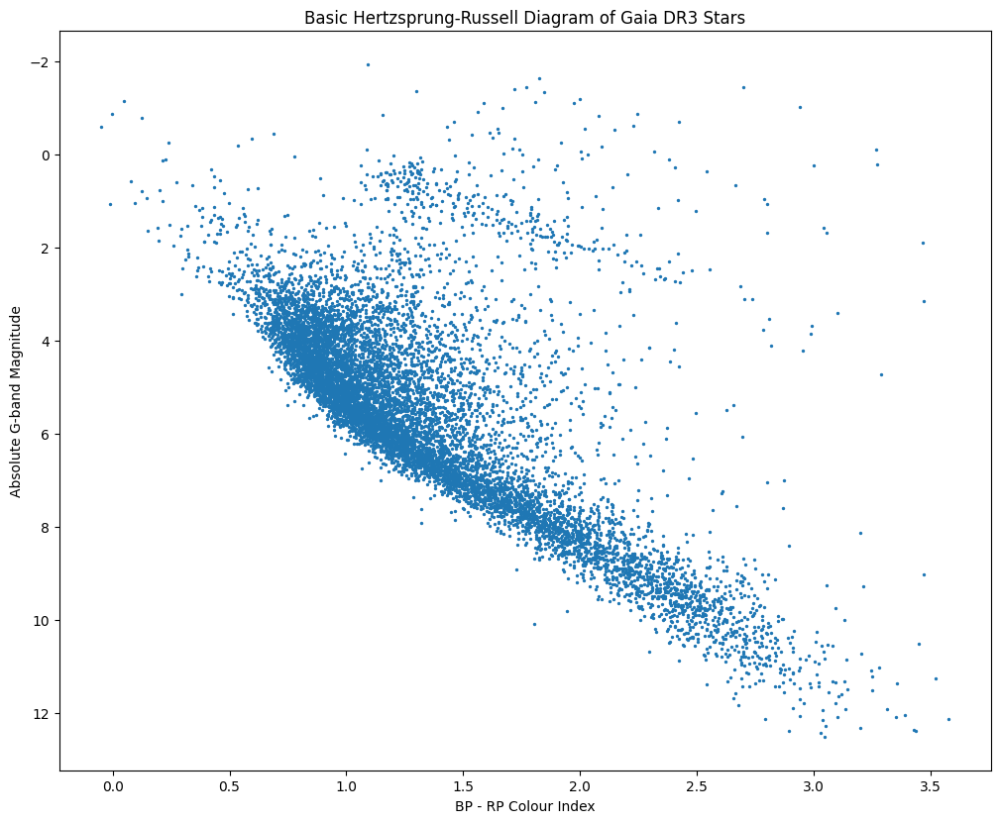 Basic Hertzsprung-Russell Diagram of Gaia DR3 Stars
Absolute G-band Magnitude
−2
0
2
4
6
8
10
12
0.0 0.5 1.0 1.5 2.0 2.5 3.0 3.5
BP - RP Colour Index